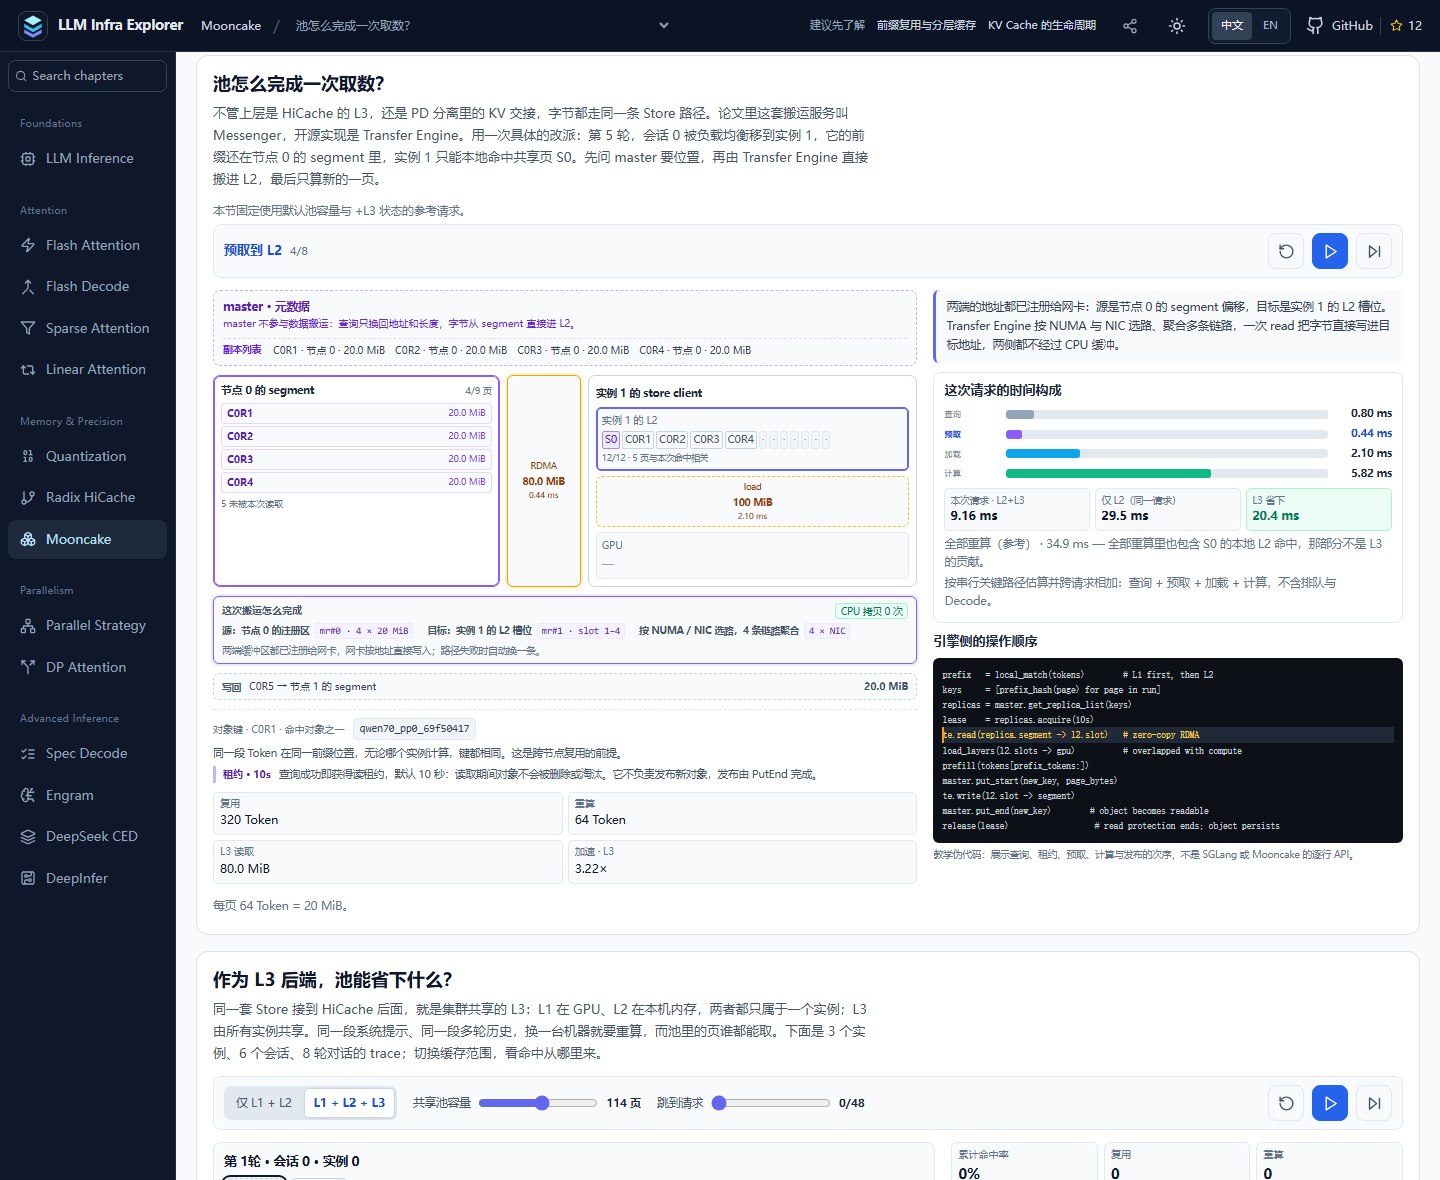 LLM Infra Explorer
Mooncake / 池怎么完成一次取数?
建议先了解 前缀复用与分层缓存 KV Cache 的生命周期
中文 EN
GitHub 12
Search chapters
Foundations
LLM Inference
Attention
Flash Attention
Flash Decode
Sparse Attention
Linear Attention
Memory & Precision
Quantization
Radix HiCache
Mooncake
Parallelism
Parallel Strategy
DP Attention
Advanced Inference
Spec Decode
Engram
DeepSeek CED
DeepInfer
池怎么完成一次取数?
不管上层是 HiCache 的 L3，还是 PD 分离里的 KV 交接，字节都走同一条 Store 路径。论文里这套搬运服务叫
Messenger，开源实现是 Transfer Engine。用一次具体的改派：第 5 轮，会话 0 被负载均衡移到实例 1，它的前
缀还在节点 0 的 segment 里，实例 1 只能本地命中共享页 S0。先问 master 要位置，再由 Transfer Engine 直接
搬进 L2，最后只算新的一页。
本节固定使用默认池容量与 +L3 状态的参考请求。
预取到 L2 4/8
master • 元数据
master 不参与数据搬运：查询只换回地址和长度，字节从 segment 直接进 L2。
副本列表 C0R1 · 节点 0 · 20.0 MiB C0R2 · 节点 0 · 20.0 MiB C0R3 · 节点 0 · 20.0 MiB C0R4 · 节点 0 · 20.0 MiB
节点 0 的 segment 4/9 页
C0R1 20.0 MiB
C0R2 20.0 MiB
C0R3 20.0 MiB
C0R4 20.0 MiB
5 未被本次读取
RDMA
80.0 MiB
0.44 ms
实例 1 的 store client
实例 1 的 L2
S0 C0R1 C0R2 C0R3 C0R4 · · · · · · ·
12/12 · 5 页与本次命中相关
load
100 MiB
2.10 ms
GPU
—
这次搬运怎么完成 CPU 拷贝 0 次
源：节点 0 的注册区 mr#0 · 4 × 20 MiB 目标：实例 1 的 L2 槽位 mr#1 · slot 1–4 按 NUMA / NIC 选路，4 条链路聚合 4 × NIC
两端缓冲区都已注册给网卡，网卡按地址直接写入；路径失败时自动换一条。
写回 C0R5 → 节点 1 的 segment 20.0 MiB
对象键 · C0R1 · 命中对象之一 qwen70_pp0_69f50417
同一段 Token 在同一前缀位置，无论哪个实例计算，键都相同。这是跨节点复用的前提。
租约 • 10s 查询成功即获得读租约，默认 10 秒：读取期间对象不会被删除或淘汰。它不负责发布新对象，发布由 PutEnd 完成。
复用
320 Token
重算
64 Token
L3 读取
80.0 MiB
加速 · L3
3.22×
每页 64 Token = 20 MiB。
两端的地址都已注册给网卡：源是节点 0 的 segment 偏移，目标是实例 1 的 L2 槽位。
Transfer Engine 按 NUMA 与 NIC 选路、聚合多条链路，一次 read 把字节直接写进目
标地址，两侧都不经过 CPU 缓冲。
这次请求的时间构成
查询 0.80 ms
预取 0.44 ms
加载 2.10 ms
计算 5.82 ms
本次请求 · L2+L3
9.16 ms
仅 L2（同一请求）
29.5 ms
L3 省下
20.4 ms
全部重算（参考）· 34.9 ms — 全部重算里也包含 S0 的本地 L2 命中，那部分不是 L3
的贡献。
按串行关键路径估算并跨请求相加：查询 + 预取 + 加载 + 计算，不含排队与
Decode。
引擎侧的操作顺序
prefix = local_match(tokens) # L1 first, then L2
keys = [prefix_hash(page) for page in run]
replicas = master.get_replica_list(keys)
lease = replicas.acquire(10s)
te.read(replica.segment -> l2.slot) # zero-copy RDMA
load_layers(l2.slots -> gpu) # overlapped with compute
prefill(tokens[prefix_tokens:])
master.put_start(new_key, page_bytes)
te.write(l2.slot -> segment)
master.put_end(new_key) # object becomes readable
release(lease) # read protection ends; object persists
教学伪代码：展示查询、租约、预取、计算与发布的次序，不是 SGLang 或 Mooncake 的逐行 API。
作为 L3 后端，池能省下什么?
同一套 Store 接到 HiCache 后面，就是集群共享的 L3：L1 在 GPU、L2 在本机内存，两者都只属于一个实例；L3
由所有实例共享。同一段系统提示、同一段多轮历史，换一台机器就要重算，而池里的页谁都能取。下面是 3 个实
例、6 个会话、8 轮对话的 trace；切换缓存范围，看命中从哪里来。
仅 L1 + L2 L1 + L2 + L3 共享池容量 114 页 跳到请求 0/48
第 1轮 • 会话 0 • 实例 0
累计命中率
0%
复用
0
重算
0